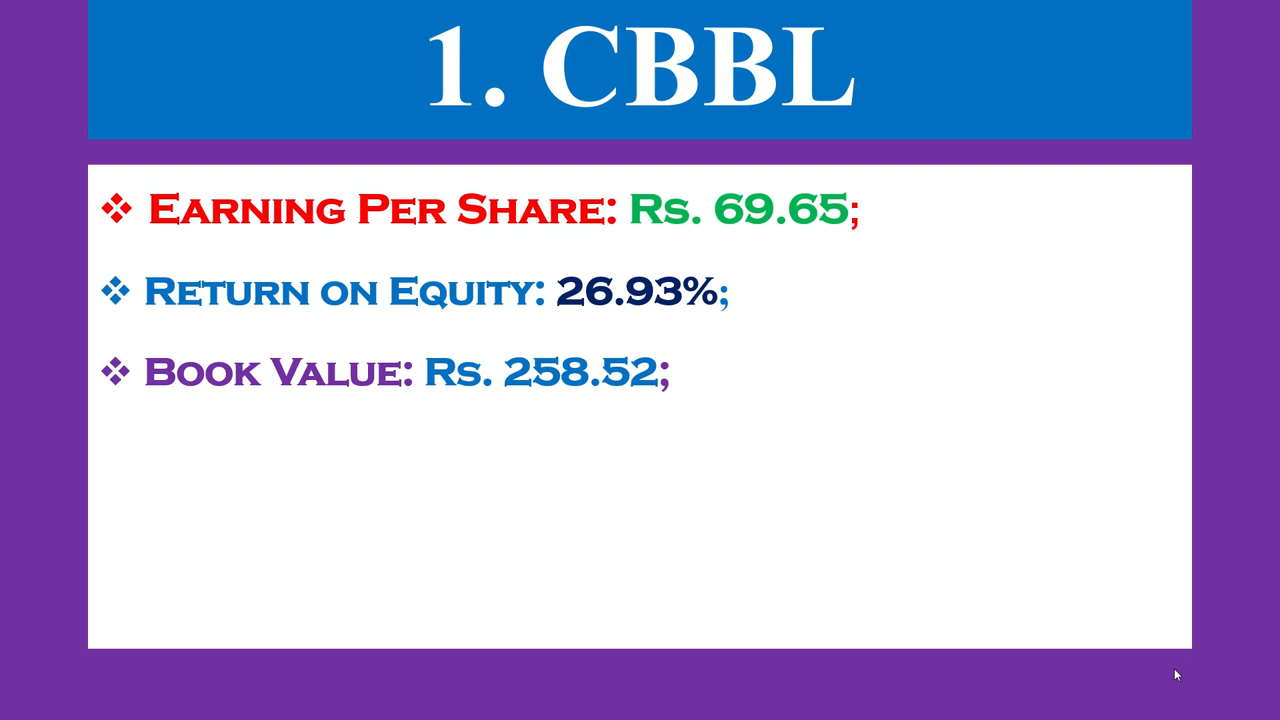 1. CBBL
❖ Earning Per Share: Rs. 69.65;
❖ Return on Equity: 26.93%;
❖ Book Value: Rs. 258.52;